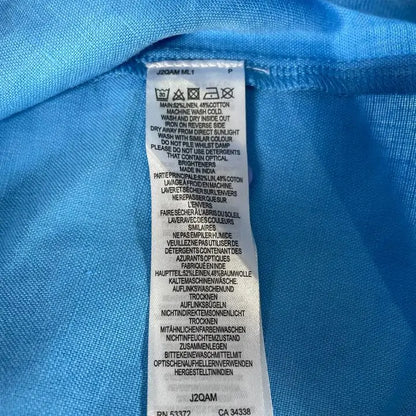 J2QAM ML1 P
MAIN:52%LINEN, 48%COTTON
MACHINE WASH COLD.
WASH AND DRY INSIDE OUT
IRON ON REVERSE SIDE
DRY AWAY FROM DIRECT SUNLIGHT
WASH WITH SIMILAR COLOUR
DO NOT PILE WHILST DAMP
PLEASE DO NOT USE DETERGENTS
THAT CONTAIN OPTICAL
BRIGHTENERS
MADE IN INDIA
PARTIE PRINCIPALE:52% LIN, 48% COTON
LAVAGE À FROID EN MACHINE.
LAVER ET SÉCHER SUR L'ENVERS
NE REPASSER QUE SUR
L'ENVERS
FAIRE SÉCHER À L'ABRIS DU SOLEIL
LAVER AVEC DES COULEURS
SIMILAIRES
NE PAS EMPILER HUMIDE
VEUILLEZ NE PAS UTILISER DE
DÉTERGENTS CONTENANT DES
AZURANTS OPTIQUES
FABRIQUÉ EN INDE
HAUPTTEIL:52%LEINEN, 48%BAUMWOLLE
KALTE MASCHINENWÄSCHE.
AUF LINKS WASCHEN UND
TROCKNEN
AUF LINKS BÜGELN
NICHT IN DIREKTEM SONNENLICHT
TROCKNEN
MIT ÄHNLICHEN FARBEN WASCHEN
NICHT IN FEUCHTEM ZUSTAND
ZUSAMMENLEGEN
BITTE KEINE WASCHMITTEL MIT
OPTISCHEN AUFHELLERN VERWENDEN
HERGESTELLT IN INDIEN
J2QAM
RN 53372 CA 34338